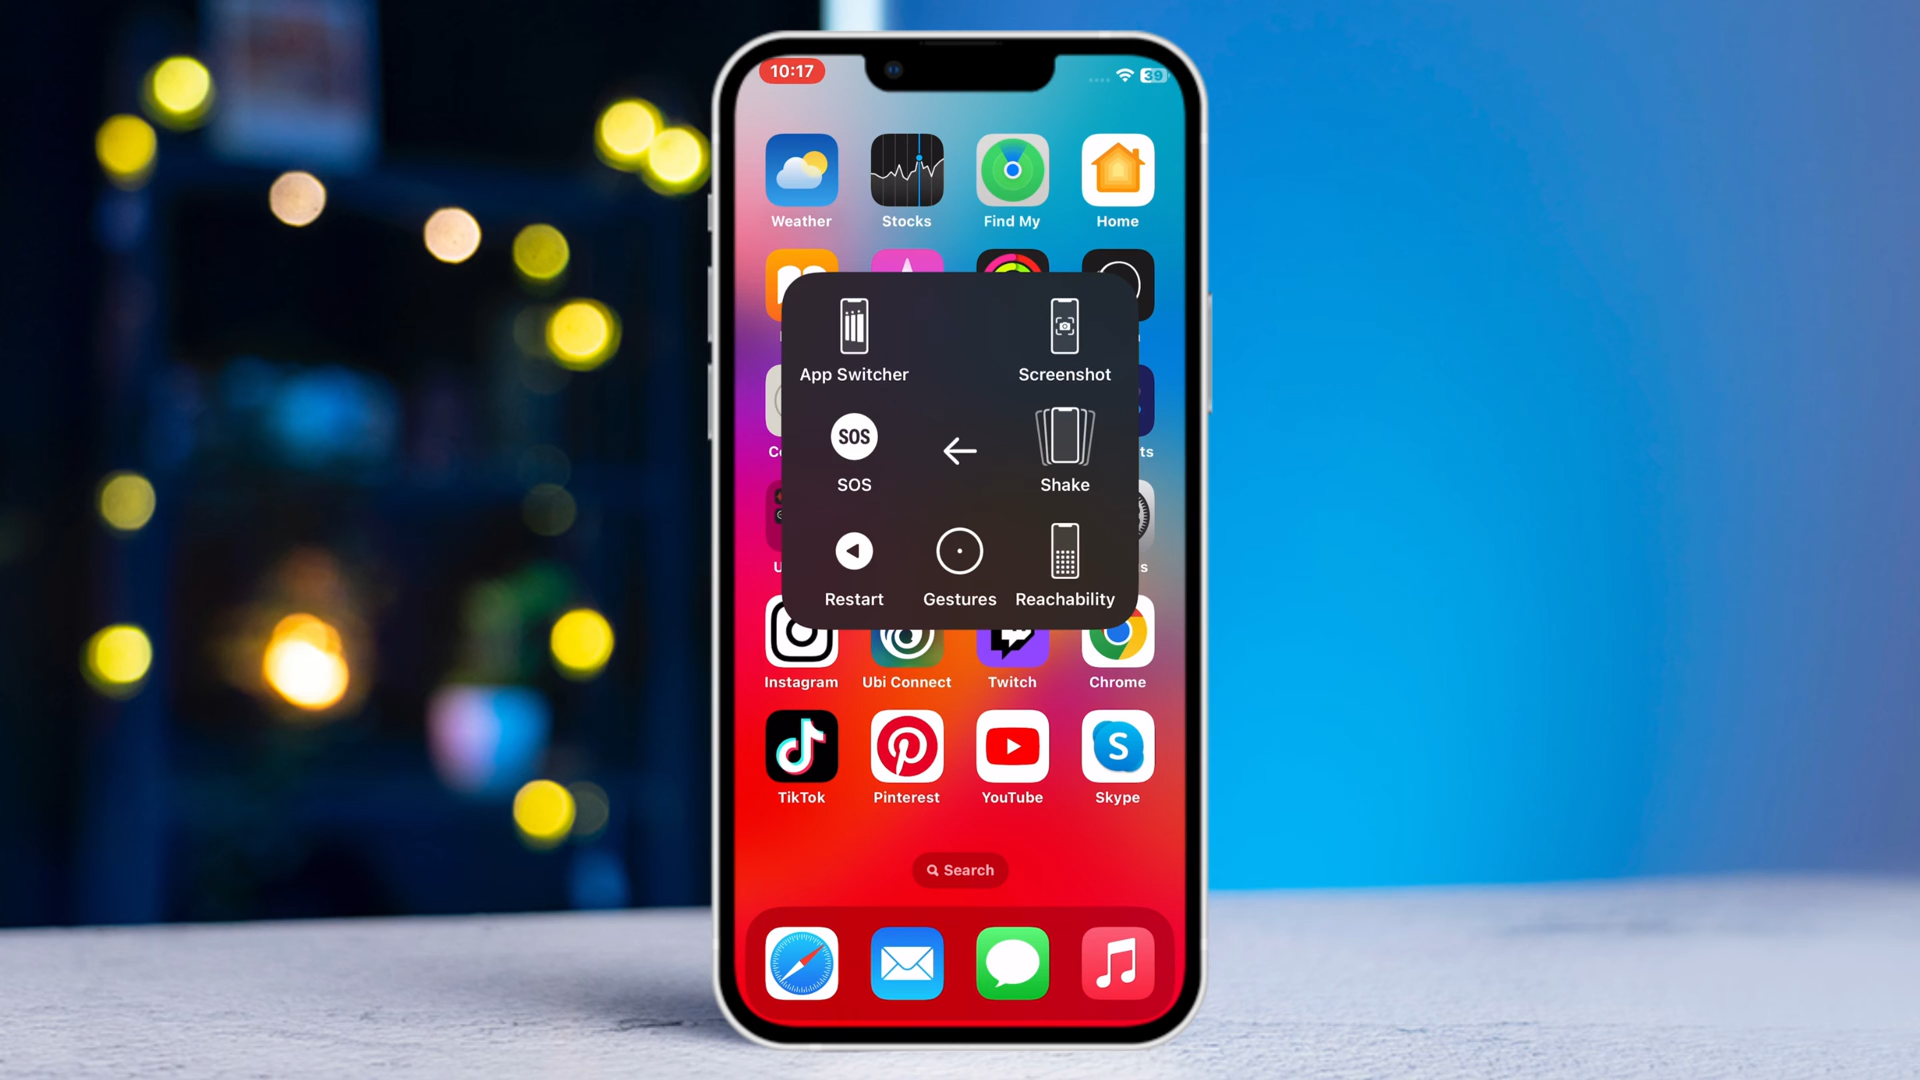 10:17
39
Weather Stocks Find My Home
App Switcher Screenshot
SOS
SOS Shake
Restart Gestures Reachability
Instagram Ubi Connect Twitch Chrome
S
TikTok Pinterest YouTube Skype
Search